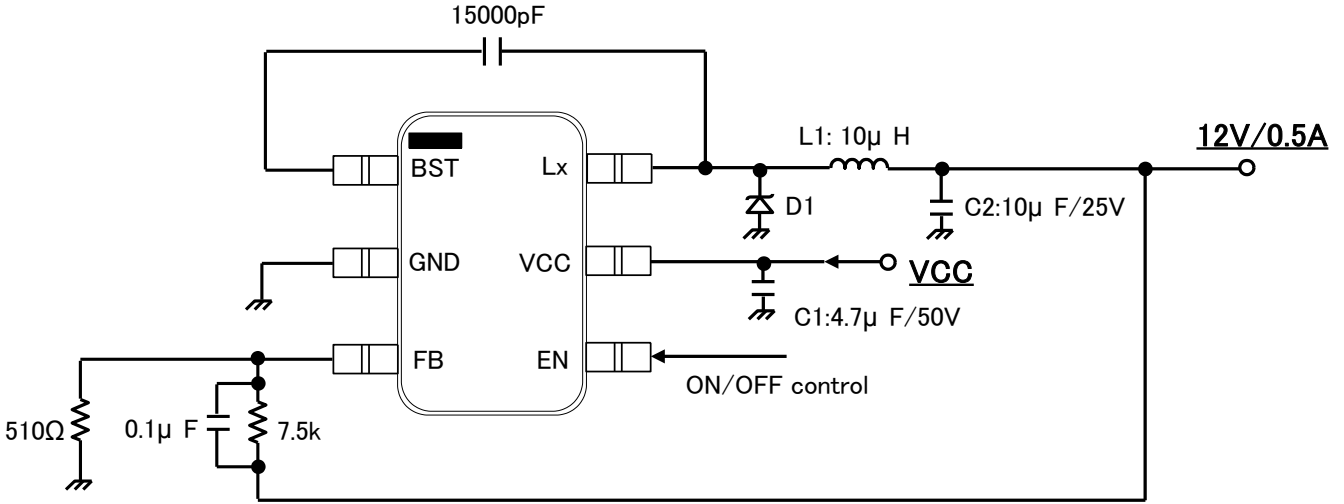 15000pF
L1: 10μ H
12V/0.5A
BST
Lx
D1
C2:10μ F/25V
GND
VCC
VCC
C1:4.7μ F/50V
FB
EN
ON/OFF control
510Ω
0.1μ F
7.5k